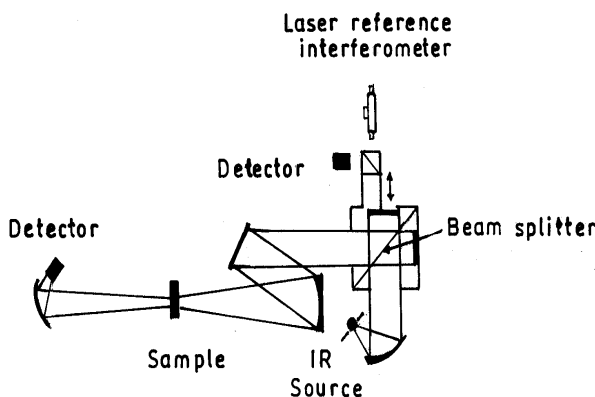 Laser reference
interferometer
Detector
Detector
Beam splitter
Sample
IR
Source